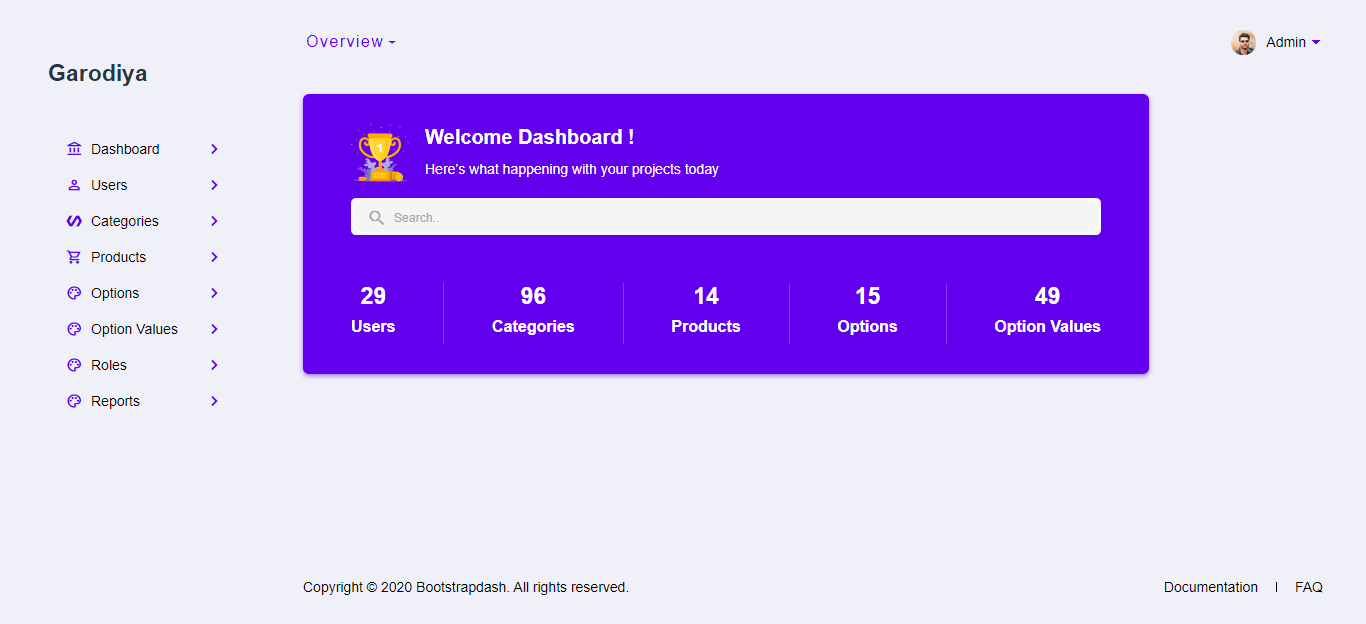 Garodiya
Dashboard
Users
Categories
Products
Options
Option Values
Roles
Reports
Overview
Admin
Welcome Dashboard !
1
Here's what happening with your projects today
Search..
29 96 14 15 49
Users Categories Products Options Option Values
Copyright © 2020 Bootstrapdash. All rights reserved.
Documentation | FAQ